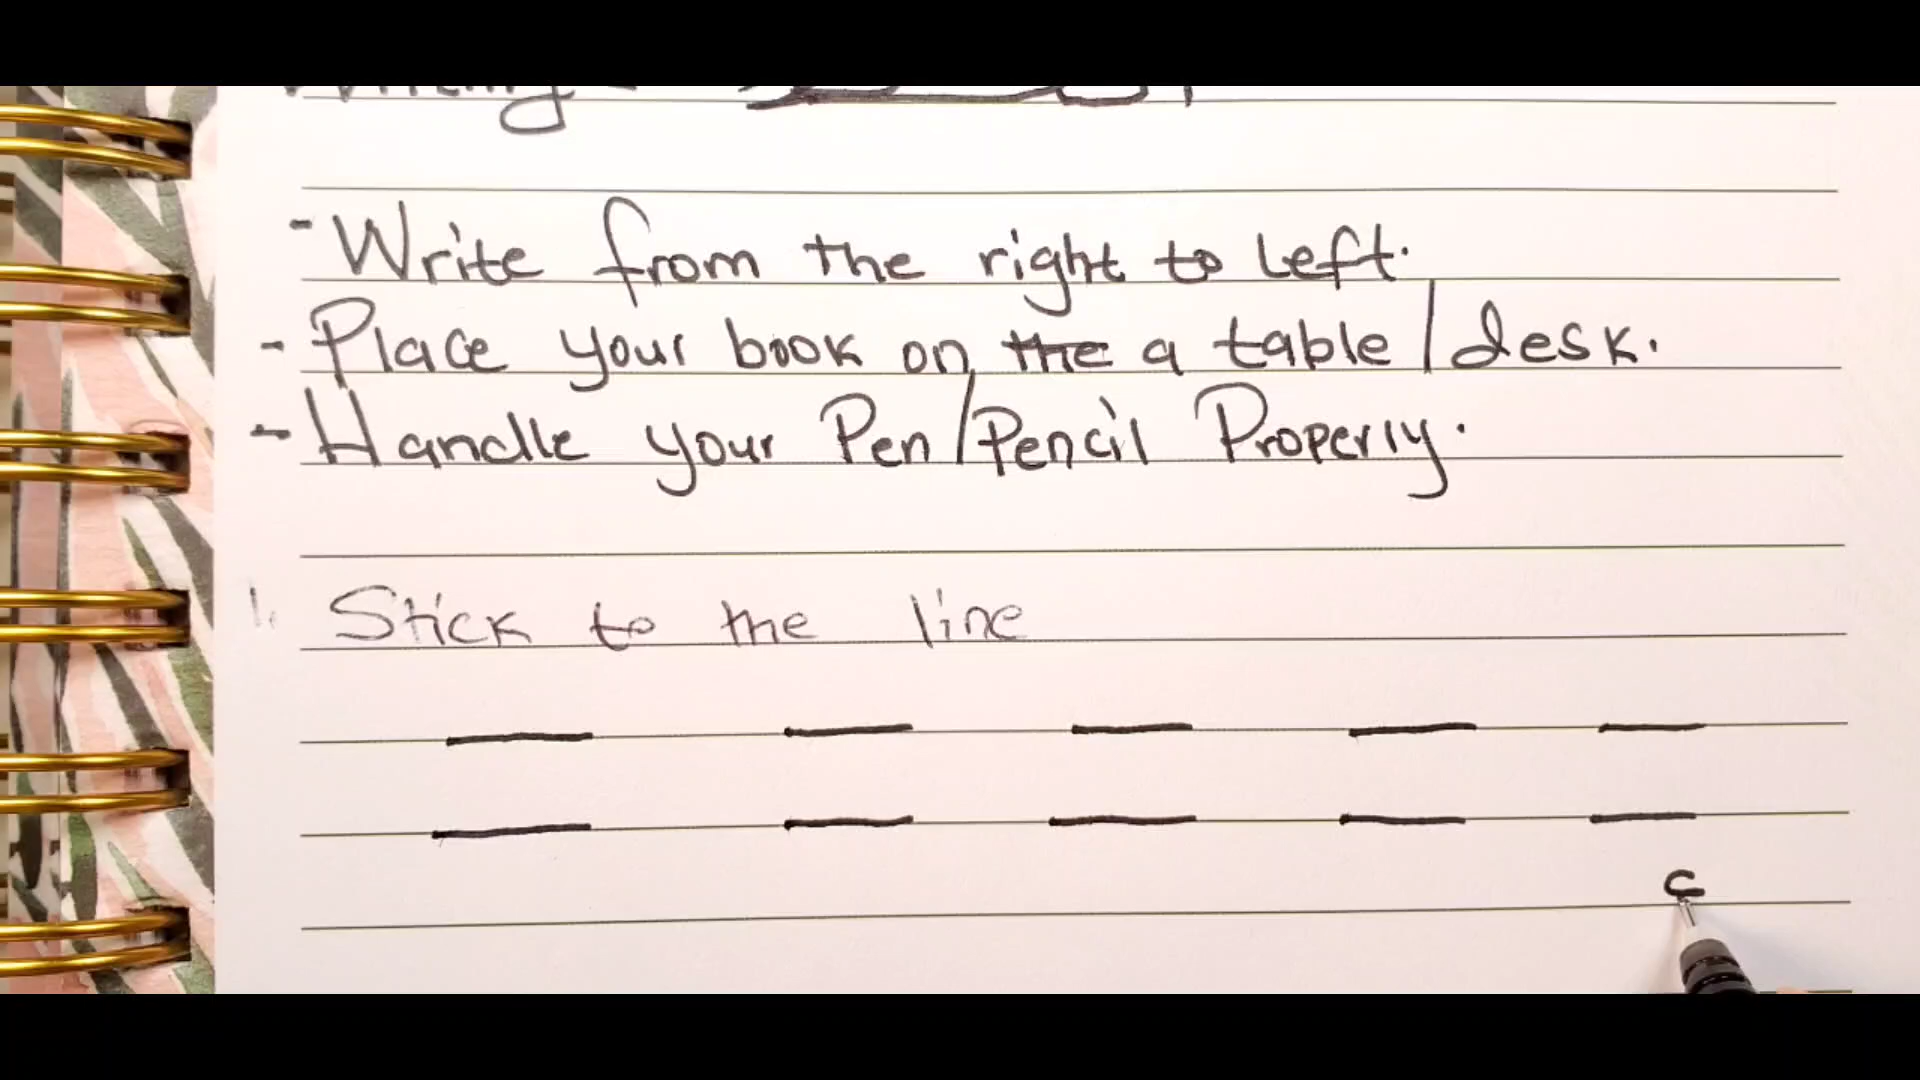 - Write from the right to left.
- Place your book on the a table/desk.
- Handle your Pen/Pencil Properly.
1. Stick to the line